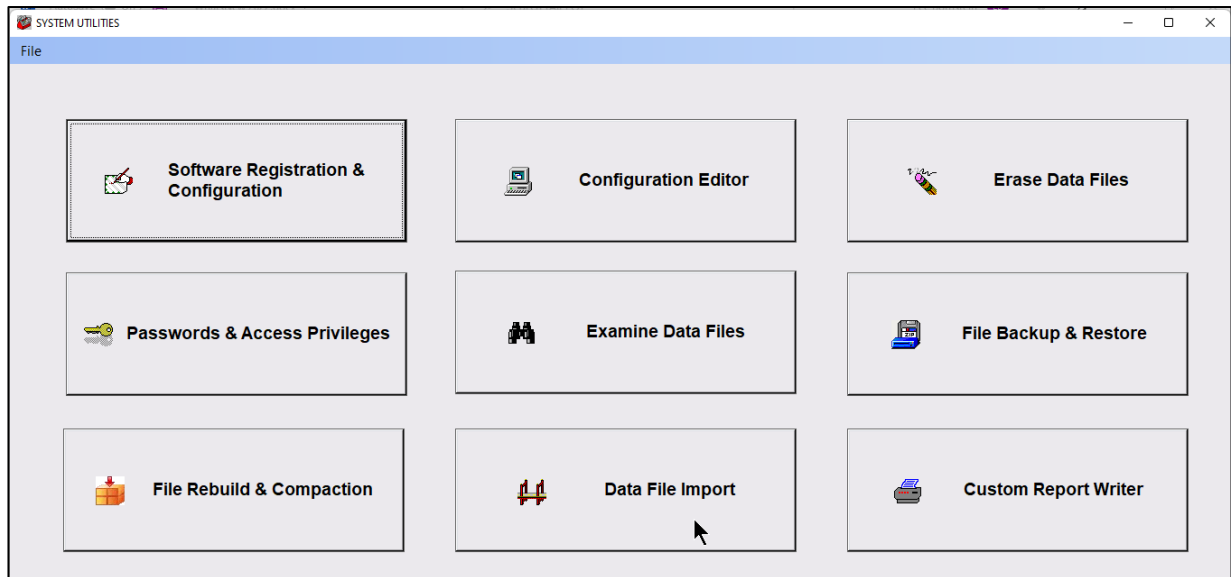 SYSTEM UTILITIES
File
Software Registration &
Configuration
Configuration Editor
Erase Data Files
Passwords & Access Privileges
Examine Data Files
File Backup & Restore
File Rebuild & Compaction
Data File Import
Custom Report Writer